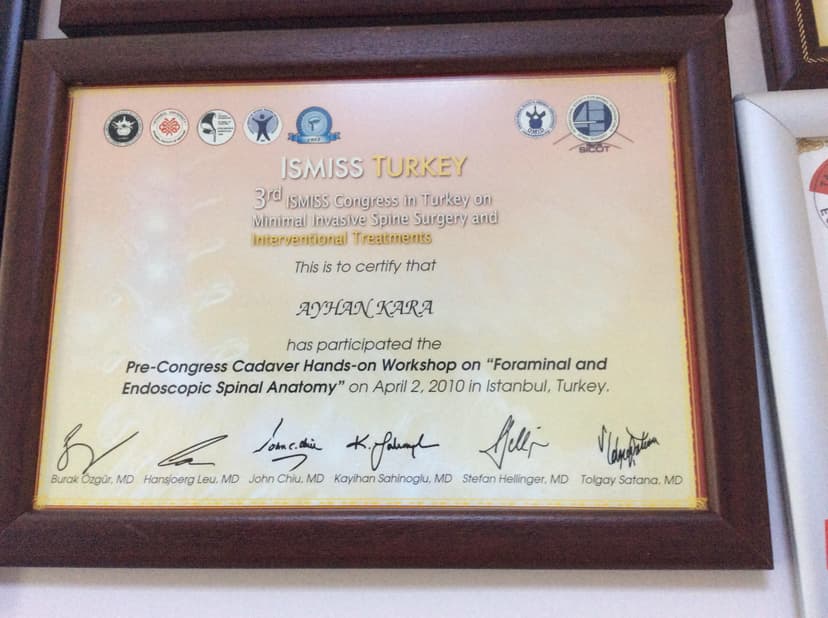 SICOT
ISMISS TURKEY
3rd ISMISS Congress in Turkey on
Minimal Invasive Spine Surgery and
Interventional Treatments
This is to certify that
AYHAN KARA
has participated the
Pre-Congress Cadaver Hands-on Workshop on “Foraminal and
Endoscopic Spinal Anatomy” on April 2, 2010 in Istanbul, Turkey.
Burak Özgür, MD Hansjoerg Leu, MD John Chiu, MD Kayihan Sahinoglu, MD Stefan Hellinger, MD Tolgay Satana, MD